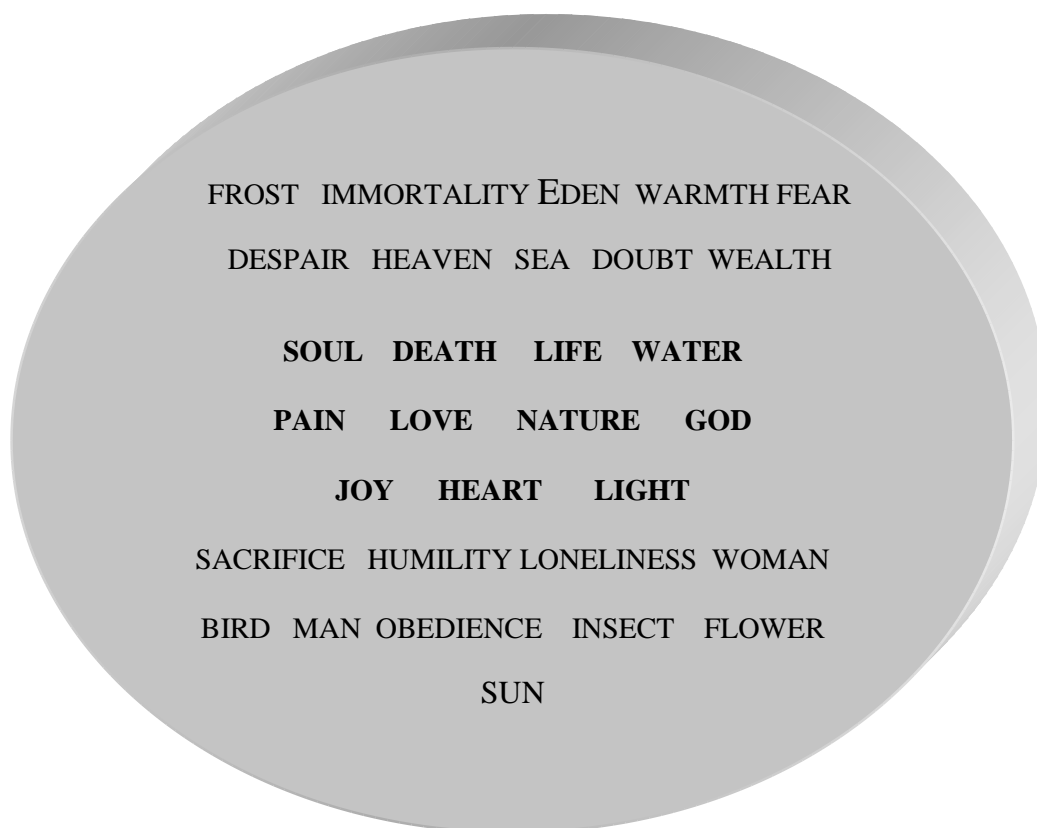 FROST IMMORTALITY EDEN WARMTH FEAR
DESPAIR HEAVEN SEA DOUBT WEALTH
SOUL DEATH LIFE WATER
PAIN LOVE NATURE GOD
JOY HEART LIGHT
SACRIFICE HUMILITY LONELINESS WOMAN
BIRD MAN OBEDIENCE INSECT FLOWER
SUN